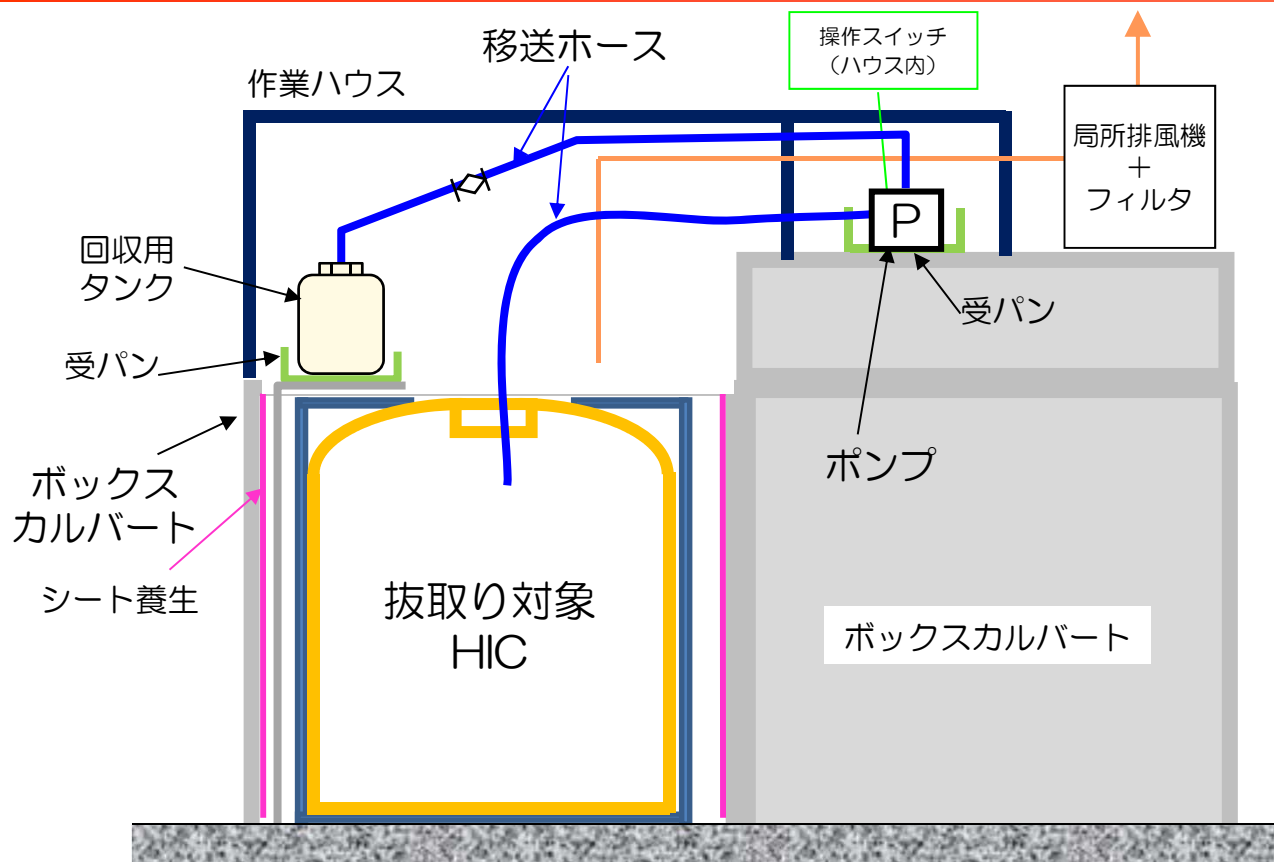 移送ホース
操作スイッチ
（ハウス内）
作業ハウス
局所排風機
＋
フィルタ
P
回収用
タンク
受パン
受パン
ボックス
カルバート
ポンプ
シート養生
抜取り対象
HIC
ボックスカルバート